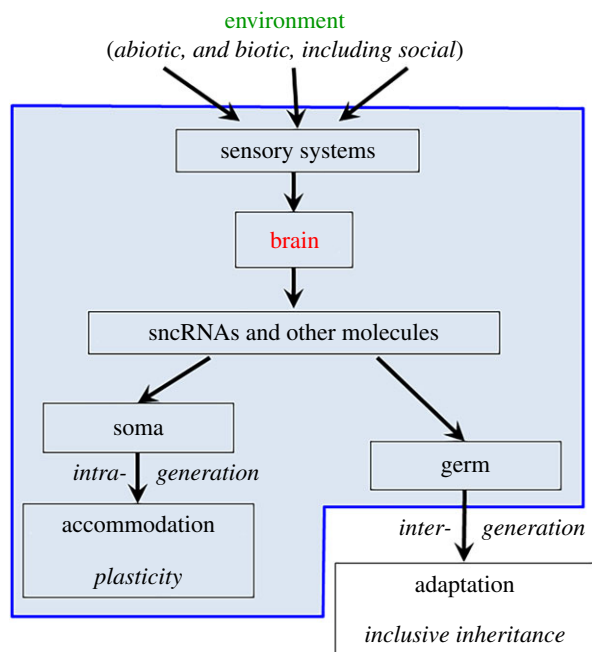 environment
(abiotic, and biotic, including social)
sensory systems
brain
sncRNAs and other molecules
soma
germ
intra- generation
accommodation
plasticity
inter- generation
adaptation
inclusive inheritance